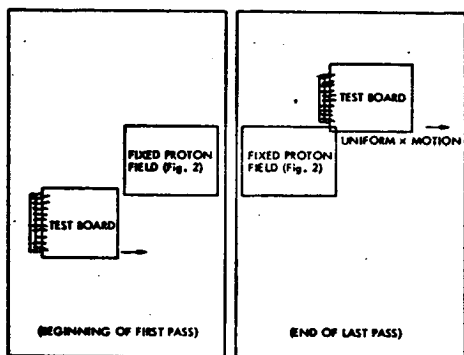 FIXED PROTON
FIELD (Fig. 2)
TEST BOARD
(BEGINNING OF FIRST PASS)
TEST BOARD
UNIFORM x MOTION
FIXED PROTON
FIELD (Fig. 2)
(END OF LAST PASS)